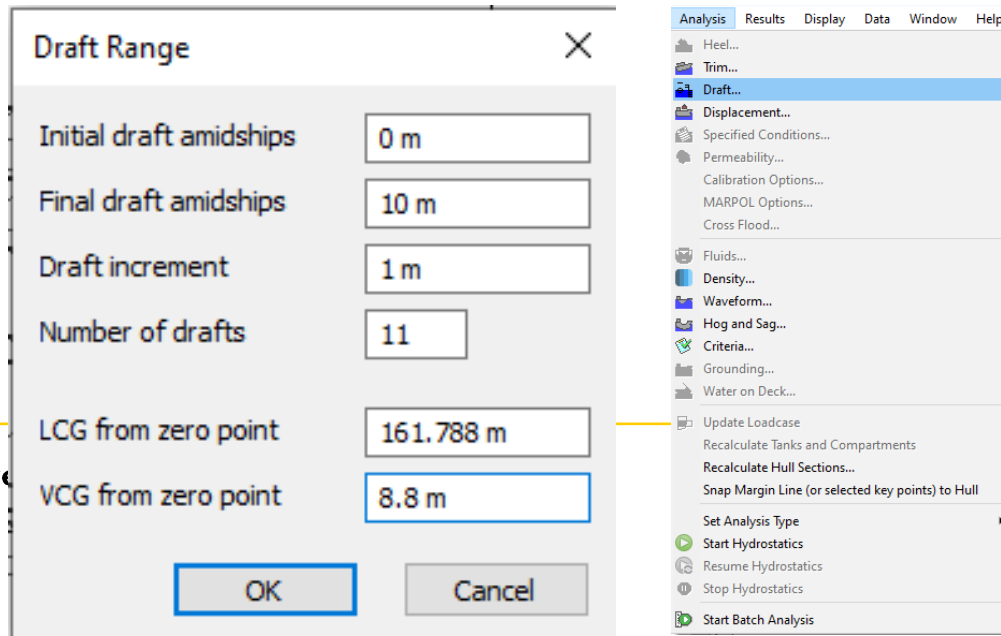 Draft Range
Initial draft amidships 0 m
Final draft amidships 10 m
Draft increment 1 m
Number of drafts 11
LCG from zero point 161.788 m
VCG from zero point 8.8 m
OK Cancel
Analysis Results Display Data Window Help
Heel...
Trim...
Draft...
Displacement...
Specified Conditions...
Permeability...
Calibration Options...
MARPOL Options...
Cross Flood...
Fluids...
Density...
Waveform...
Hog and Sag...
Criteria...
Grounding...
Water on Deck...
Update Loadcase
Recalculate Tanks and Compartments
Recalculate Hull Sections...
Snap Margin Line (or selected key points) to Hull
Set Analysis Type
Start Hydrostatics
Resume Hydrostatics
Stop Hydrostatics
Start Batch Analysis